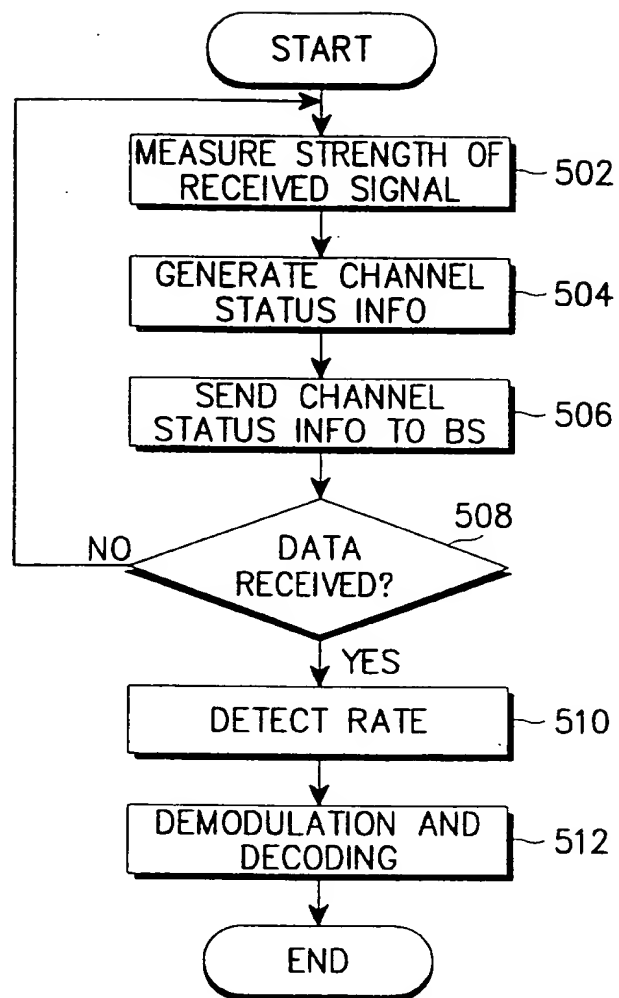 START
MEASURE STRENGTH OF
RECEIVED SIGNAL
502
GENERATE CHANNEL
STATUS INFO
504
SEND CHANNEL
STATUS INFO TO BS
506
508
NO
DATA
RECEIVED?
YES
DETECT RATE
510
DEMODULATION AND
DECODING
512
END